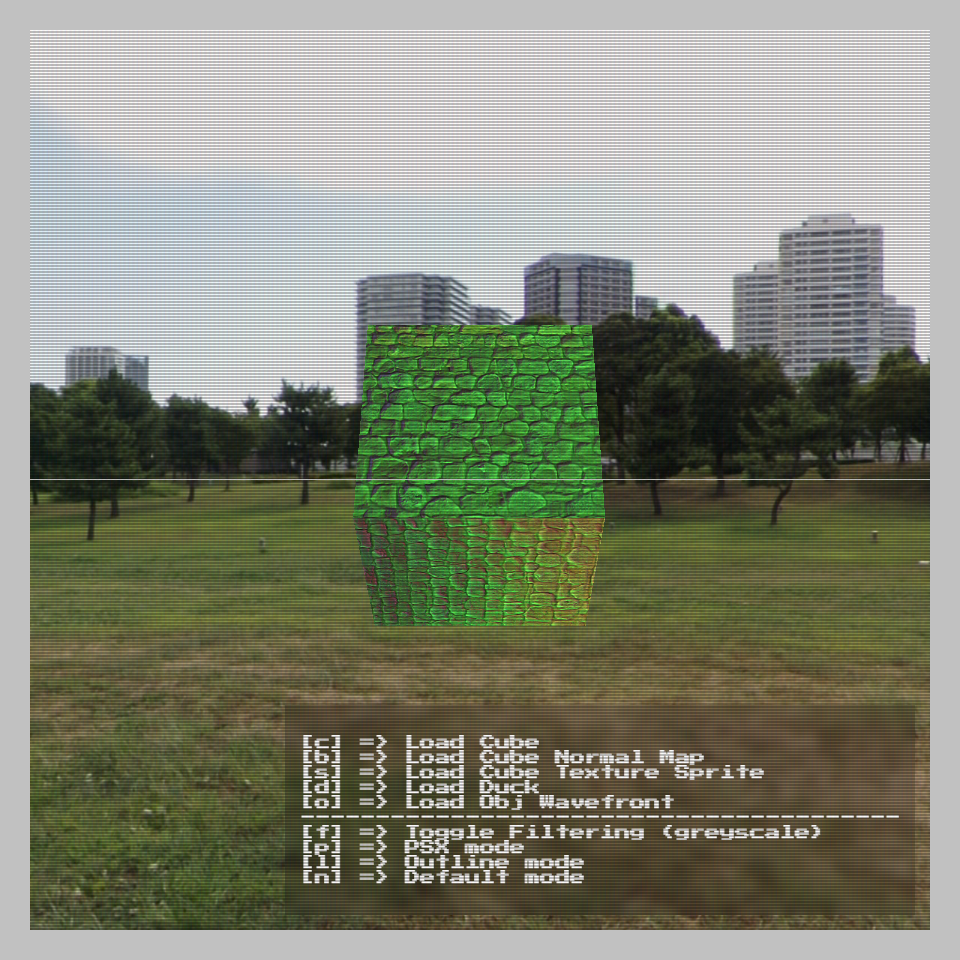 [c] => Load Cube
[b] => Load Cube Normal Map
[s] => Load Cube Texture Sprite
[d] => Load Duck
[o] => Load Obj Wavefront
----------------------------------------
[f] => Toggle Filtering (greyscale)
[p] => PSX mode
[l] => Outline mode
[n] => Default mode